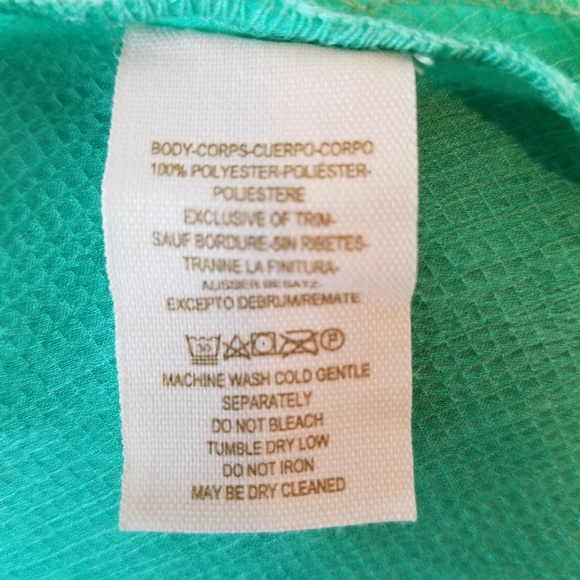 BODY-CORPS-CUERPO-CORPO
100% POLYESTER-POLIÉSTER-
POLIESTERE
EXCLUSIVE OF TRIM-
SAUF BORDURE-SIN RIBETES-
TRANNE LA FINITURA-
AUSSER BESATZ-
EXCEPTO DEBRUM/REMATE
30 P
MACHINE WASH COLD GENTLE
SEPARATELY
DO NOT BLEACH
TUMBLE DRY LOW
DO NOT IRON
MAY BE DRY CLEANED